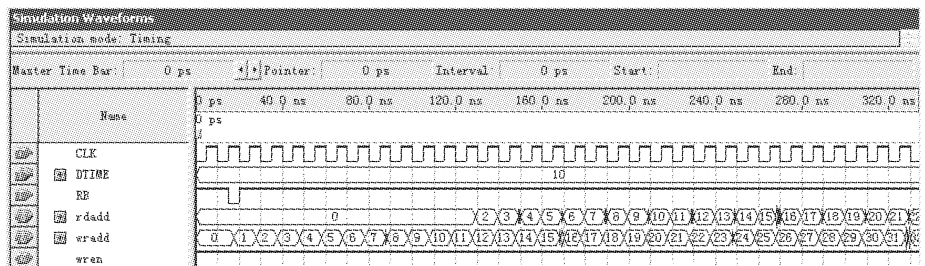 Simulation Waveforms
Simulation mode: Timing
Master Time Bar: 0 ps Pointer: 0 ps Interval: 0 ps Start: End:
Name
0 ps 40.0 ns 80.0 ns 120.0 ns 160.0 ns 200.0 ns 240.0 ns 280.0 ns 320.0 ns
0 ps
CLK
DTIME 10
RB
rdadd 0 2 3 4 5 6 7 8 9 10 11 12 13 14 15 16 17 18 19 20 21
wradd 0 1 2 3 4 5 6 7 8 9 10 11 12 13 14 15 16 17 18 19 20 21 22 23 24 25 26 27 28 29 30 31
wren